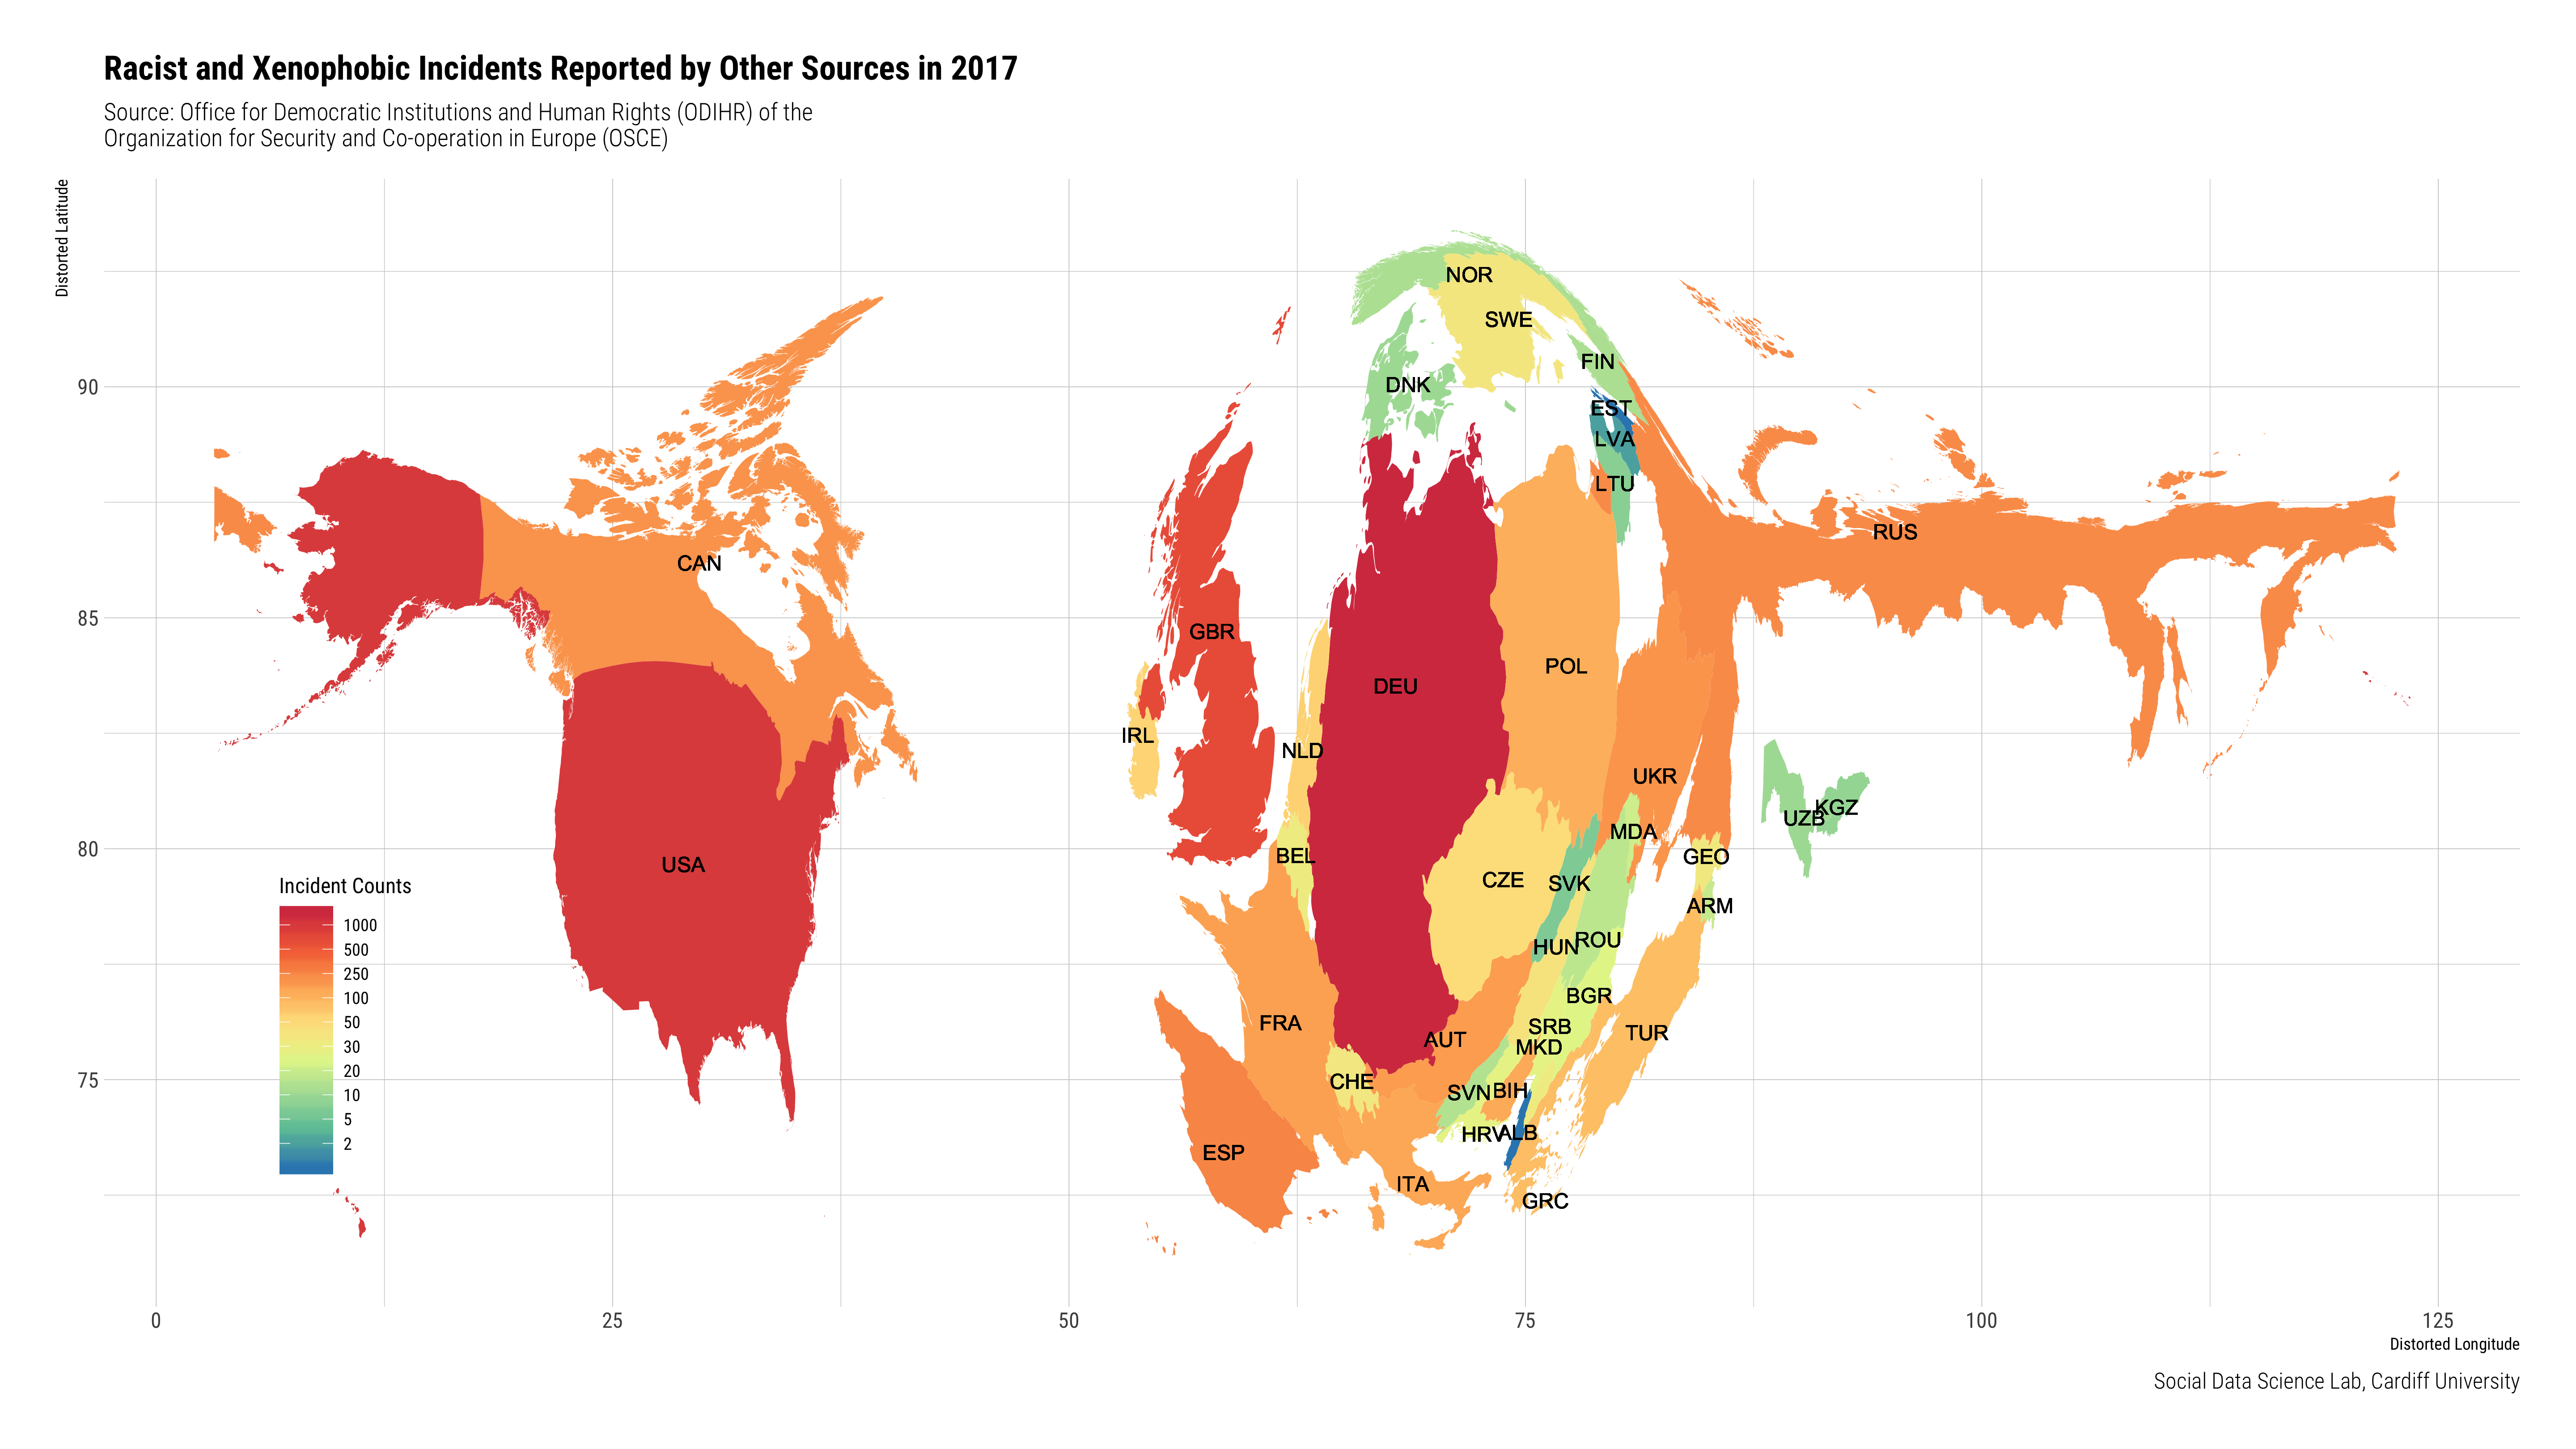 Racist and Xenophobic Incidents Reported by Other Sources in 2017
Source: Office for Democratic Institutions and Human Rights (ODIHR) of the
Organization for Security and Co-operation in Europe (OSCE)
Distorted Latitude
90
85
80
75
NOR
SWE
FIN
DNK
EST
LVA
LTU
RUS
CAN
GBR
POL
DEU
IRL
NLD
UKR
KGZ
UZB
MDA
BEL
GEO
USA
CZE
SVK
ARM
HUN
ROU
BGR
FRA
SRB
TUR
AUT
MKD
CHE
SVN
BIH
HRV
ALB
ESP
ITA
GRC
Incident Counts
1000
500
250
100
50
30
20
10
5
2
0
25
50
75
100
125
Distorted Longitude
Social Data Science Lab, Cardiff University